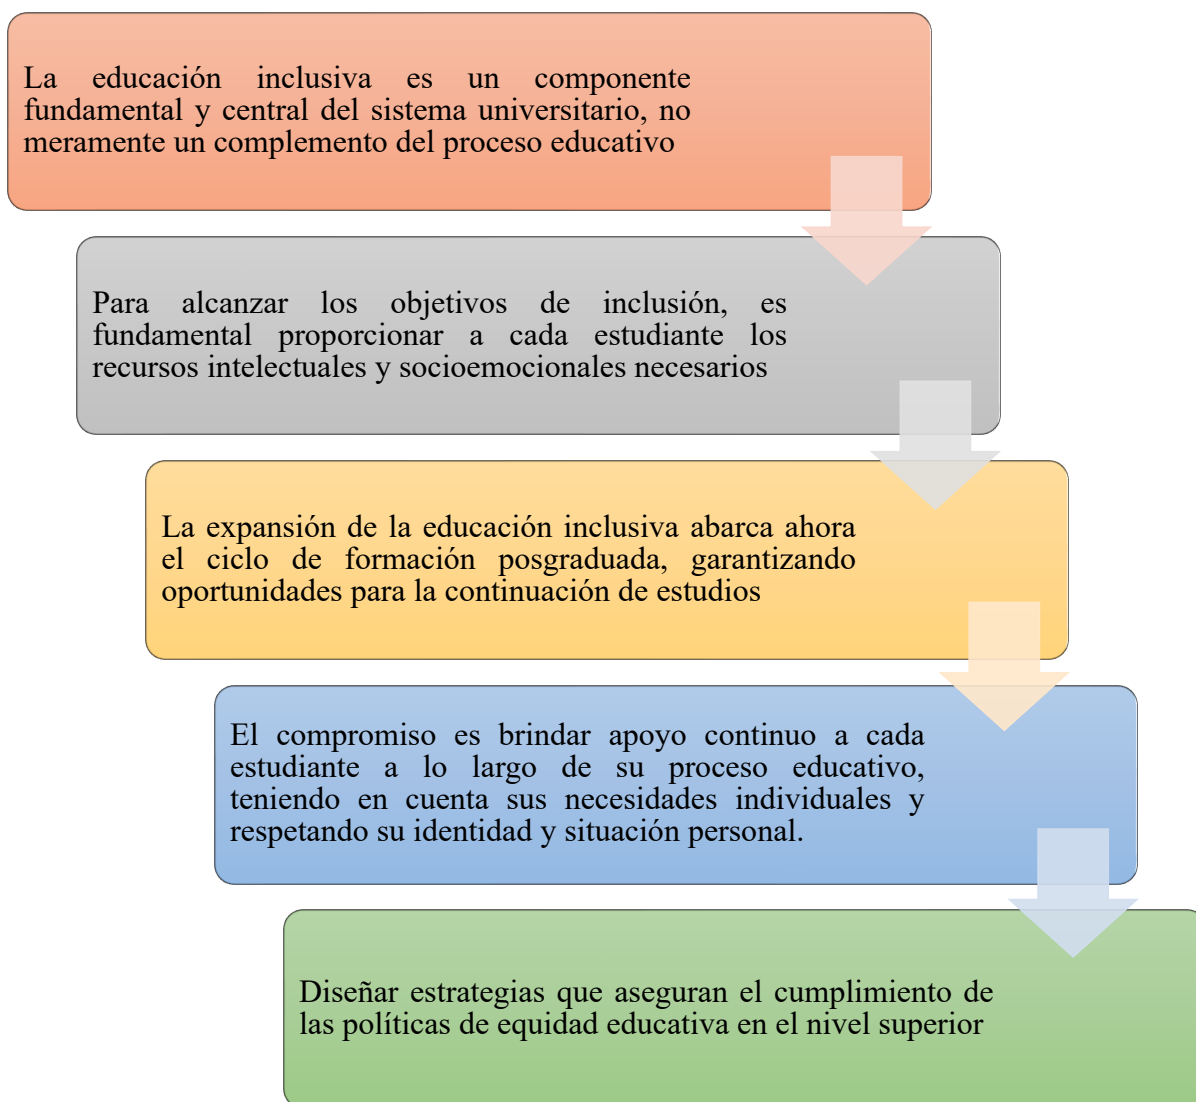 La educación inclusiva es un componente
fundamental y central del sistema universitario, no
meramente un complemento del proceso educativo
Para alcanzar los objetivos de inclusión, es
fundamental proporcionar a cada estudiante los
recursos intelectuales y socioemocionales necesarios
La expansión de la educación inclusiva abarca ahora
el ciclo de formación posgraduada, garantizando
oportunidades para la continuación de estudios
El compromiso es brindar apoyo continuo a cada
estudiante a lo largo de su proceso educativo,
teniendo en cuenta sus necesidades individuales y
respetando su identidad y situación personal.
Diseñar estrategias que aseguran el cumplimiento de
las políticas de equidad educativa en el nivel superior